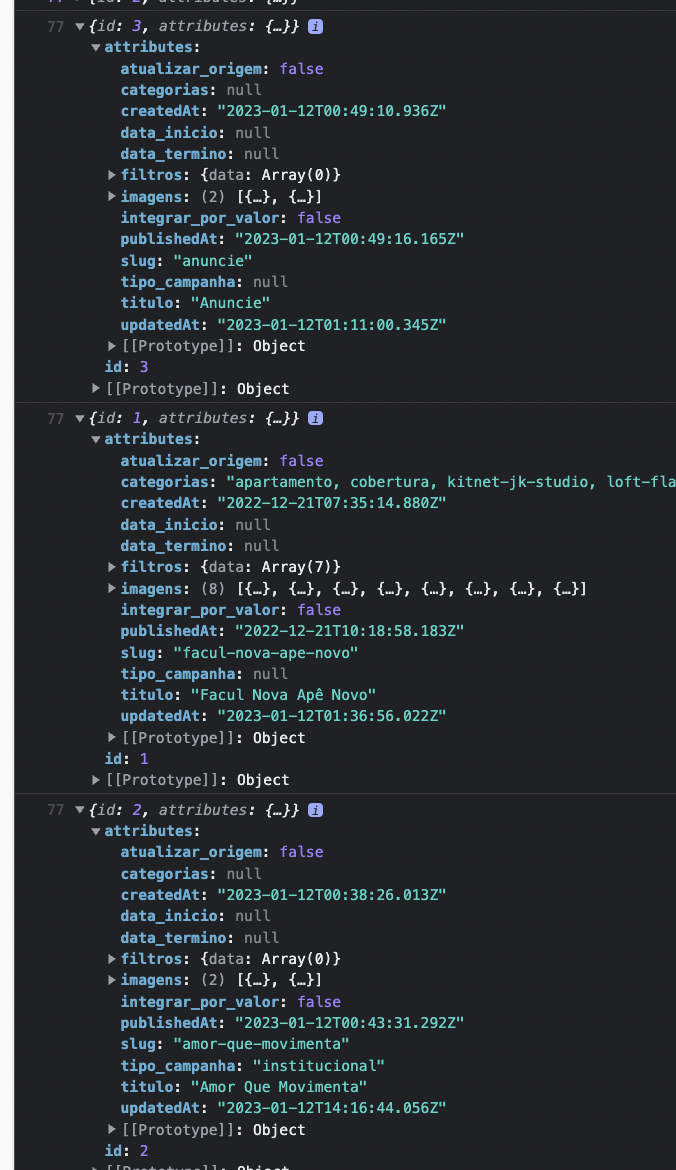 77 ▼{id: 2, attributes: {…}}
77 ▼{id: 3, attributes: {…}} i
▼attributes:
atualizar_origem: false
categorias: null
createdAt: "2023-01-12T00:49:10.936Z"
data_inicio: null
data_termino: null
▶filtros: {data: Array(0)}
▶imagens: (2) [{…}, {…}]
integrar_por_valor: false
publishedAt: "2023-01-12T00:49:16.165Z"
slug: "anuncie"
tipo_campanha: null
titulo: "Anuncie"
updatedAt: "2023-01-12T01:11:00.345Z"
▶[[Prototype]]: Object
id: 3
▶[[Prototype]]: Object
77 ▼{id: 1, attributes: {…}} i
▼attributes:
atualizar_origem: false
categorias: "apartamento, cobertura, kitnet-jk-studio, loft-fla
createdAt: "2022-12-21T07:35:14.880Z"
data_inicio: null
data_termino: null
▶filtros: {data: Array(7)}
▶imagens: (8) [{…}, {…}, {…}, {…}, {…}, {…}, {…}, {…}]
integrar_por_valor: false
publishedAt: "2022-12-21T10:18:58.183Z"
slug: "facul-nova-ape-novo"
tipo_campanha: null
titulo: "Facul Nova Apê Novo"
updatedAt: "2023-01-12T01:36:56.022Z"
▶[[Prototype]]: Object
id: 1
▶[[Prototype]]: Object
77 ▼{id: 2, attributes: {…}} i
▼attributes:
atualizar_origem: false
categorias: null
createdAt: "2023-01-12T00:38:26.013Z"
data_inicio: null
data_termino: null
▶filtros: {data: Array(0)}
▶imagens: (2) [{…}, {…}]
integrar_por_valor: false
publishedAt: "2023-01-12T00:43:31.292Z"
slug: "amor-que-movimenta"
tipo_campanha: "institucional"
titulo: "Amor Que Movimenta"
updatedAt: "2023-01-12T14:16:44.056Z"
▶[[Prototype]]: Object
id: 2
▶[[Prototype]]: Object